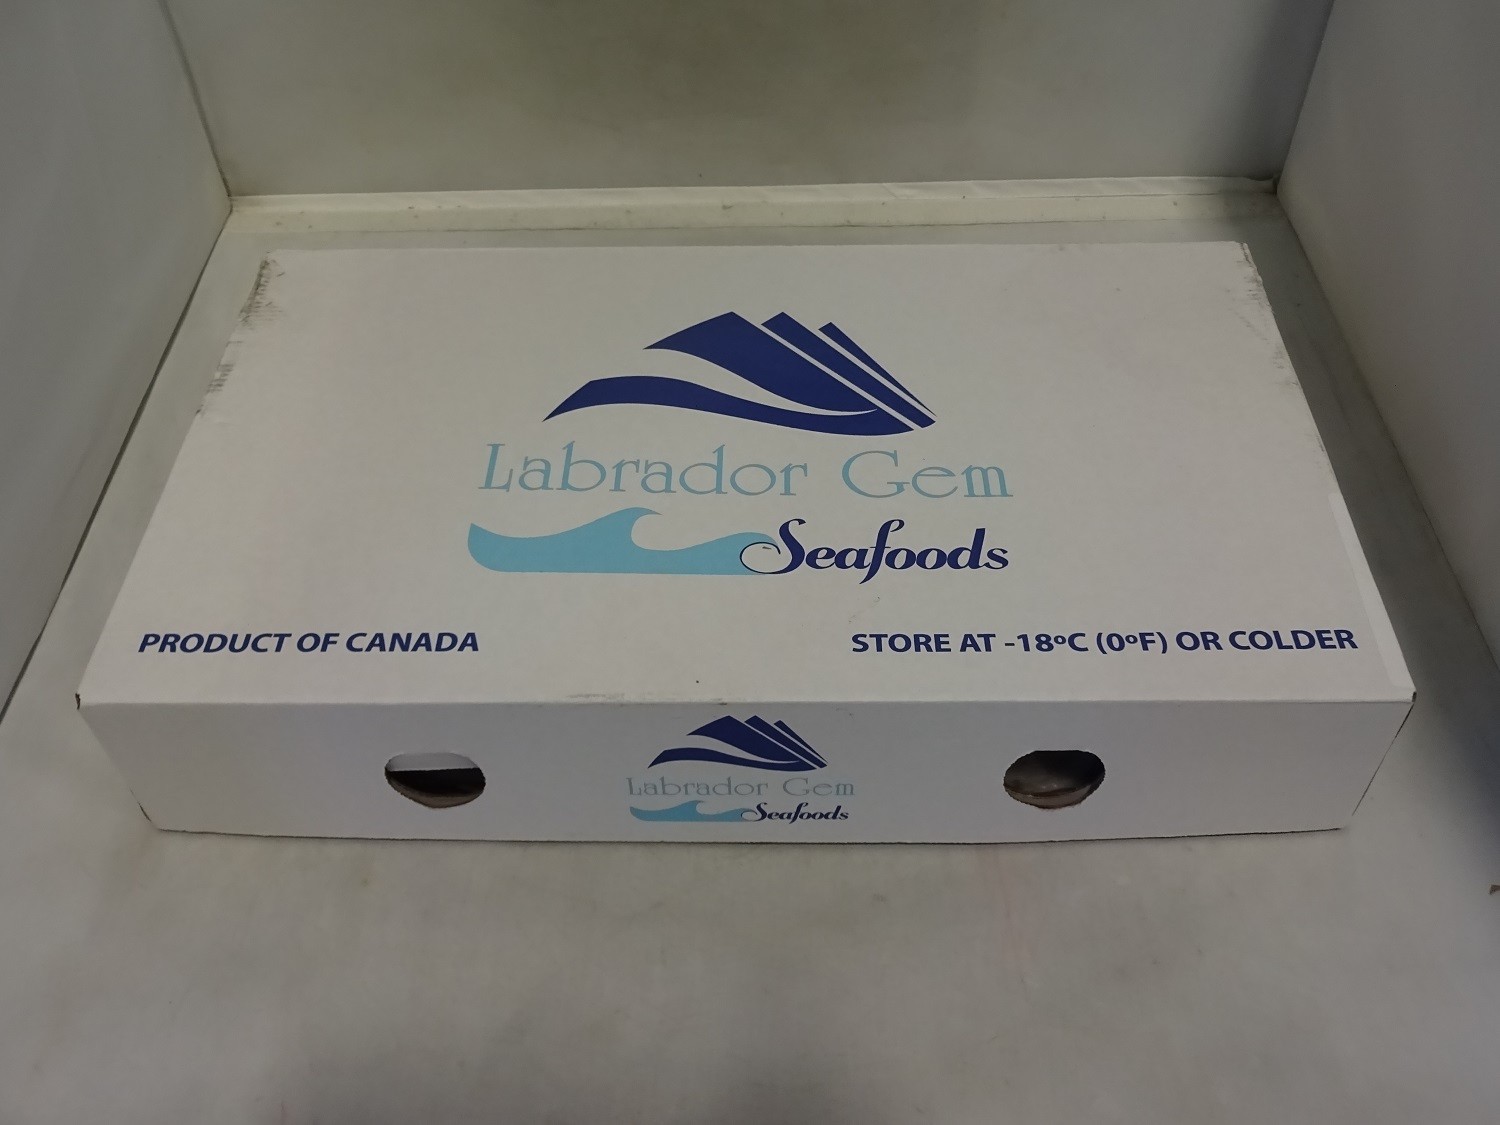 Labrador Gem
Seafoods
PRODUCT OF CANADA
STORE AT -18ºC (0ºF) OR COLDER
Labrador Gem
Seafoods